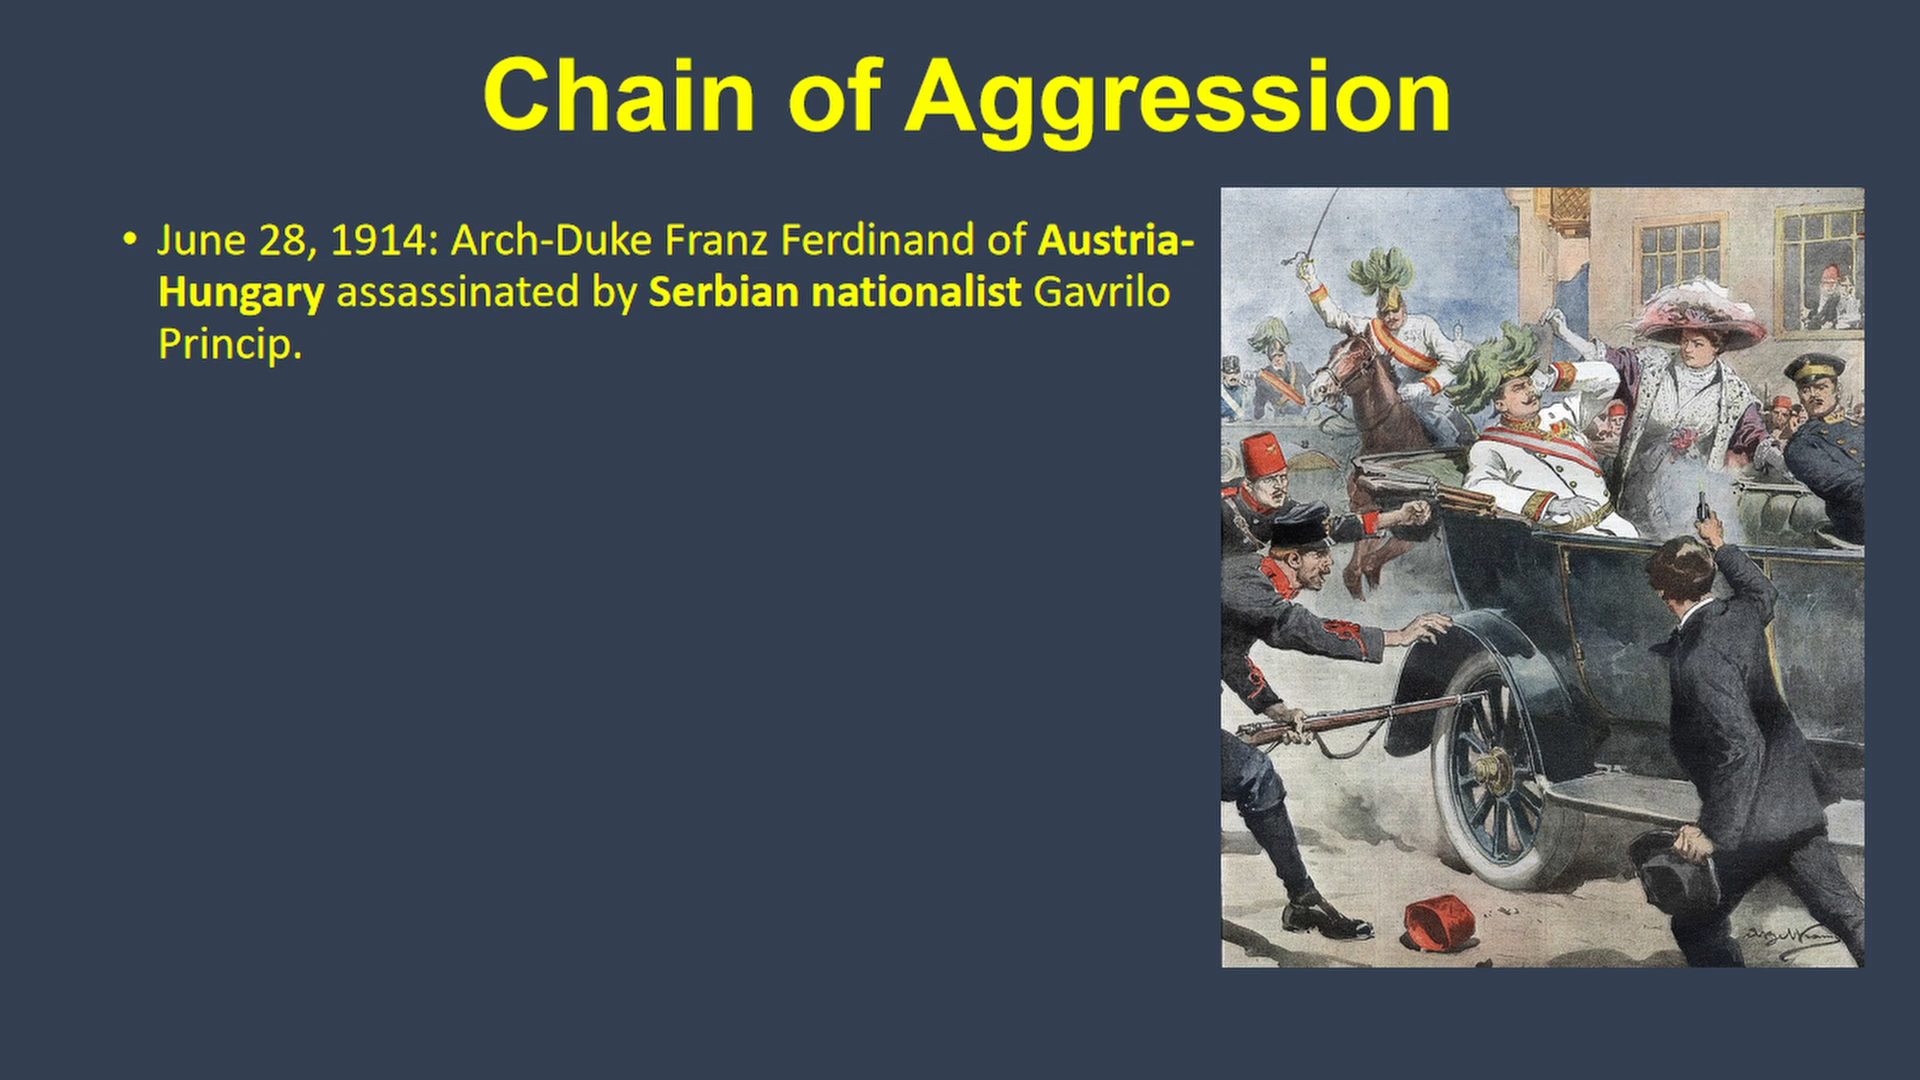 Chain of Aggression
• June 28, 1914: Arch-Duke Franz Ferdinand of Austria-
Hungary assassinated by Serbian nationalist Gavrilo
Princip.